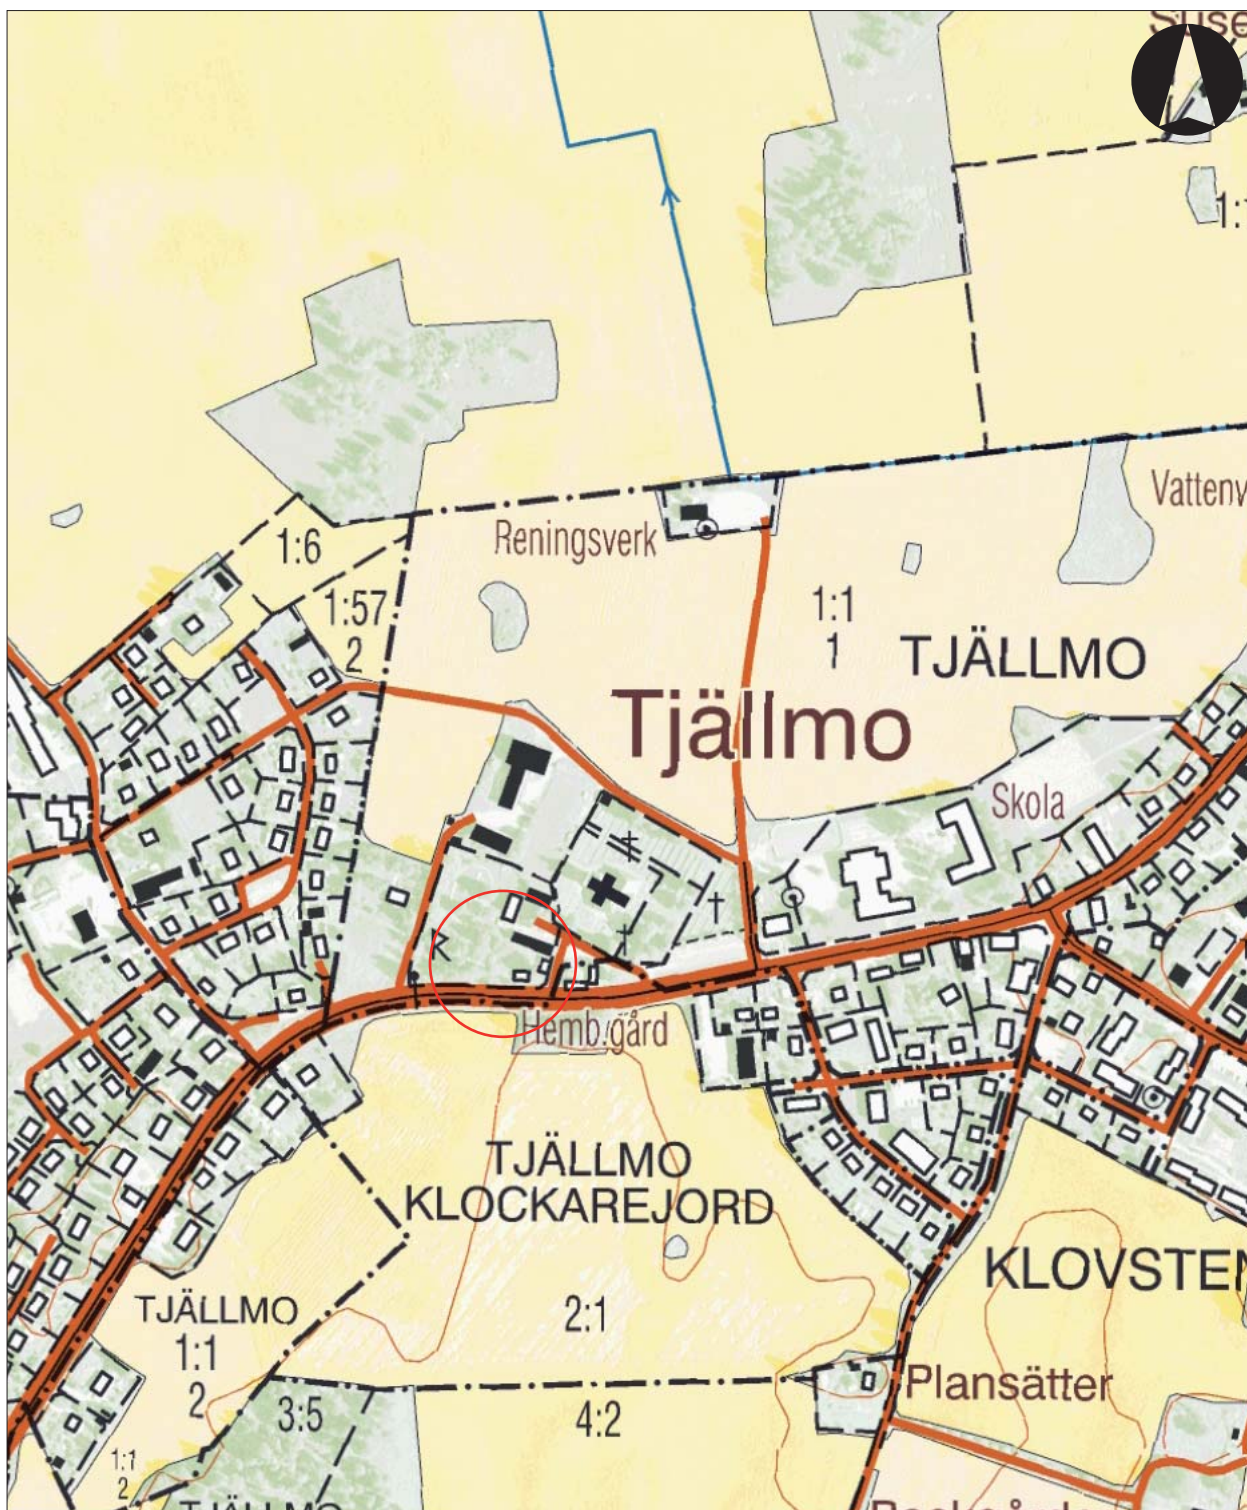 1:6
Reningsverk
1:57
2
1:1
1
TJÄLLMO
Tjällmo
Skola
Hemb.gård
TJÄLLMO
KLOCKAREJORD
2:1
KLOVSTEN
TJÄLLMO
1:1
2
3:5
4:2
Plansätter
1:1
2
TJÄLLMO